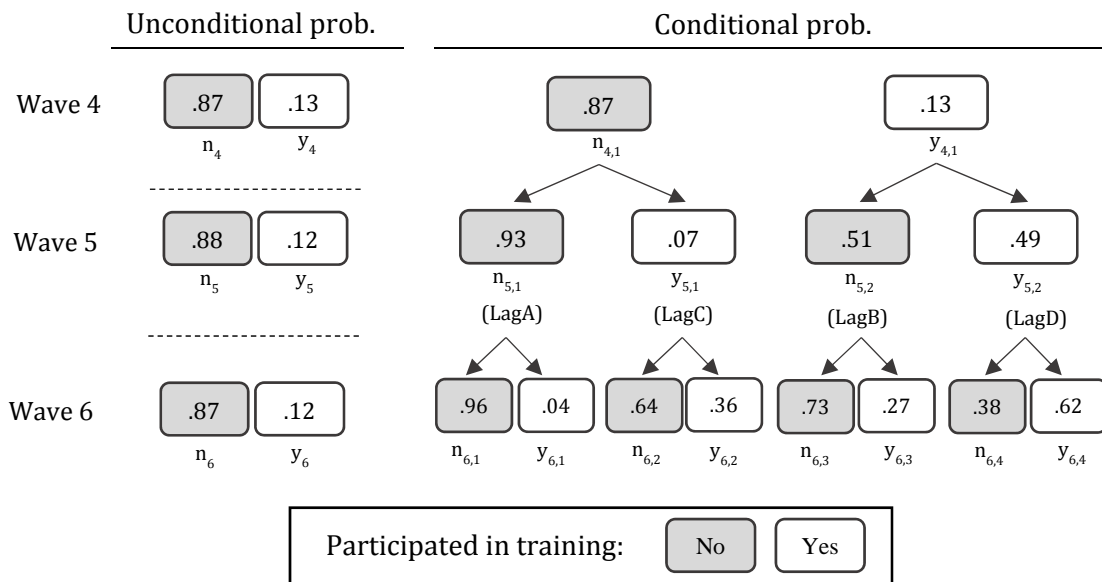 Unconditional prob. Conditional prob.
Wave 4 .87 .13 .87 .13
n4 y4 n4,1 y4,1
Wave 5 .88 .12 .93 .07 .51 .49
n5 y5 n5,1 y5,1 n5,2 y5,2
(LagA) (LagC) (LagB) (LagD)
Wave 6 .87 .12 .96 .04 .64 .36 .73 .27 .38 .62
n6 y6 n6,1 y6,1 n6,2 y6,2 n6,3 y6,3 n6,4 y6,4
Participated in training: No Yes